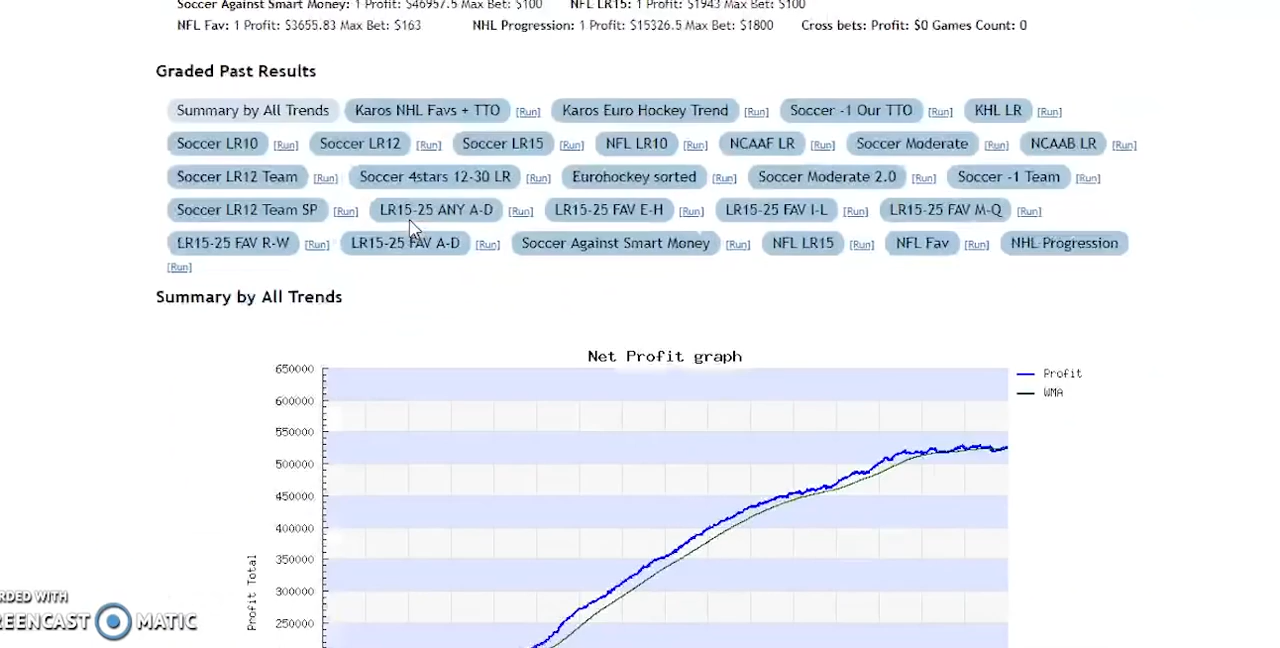 Soccer Against Smart Money: 1 Profit: $46957.5 Max Bet: $100 NFL LR15: 1 Profit: $1943 Max Bet: $100
NFL Fav: 1 Profit: $3655.83 Max Bet: $163 NHL Progression: 1 Profit: $15326.5 Max Bet: $1800 Cross bets: Profit: $0 Games Count: 0
Graded Past Results
Summary by All Trends Karos NHL Favs + TTO [Run] Karos Euro Hockey Trend [Run] Soccer -1 Our TTO [Run] KHL LR [Run]
Soccer LR10 [Run] Soccer LR12 [Run] Soccer LR15 [Run] NFL LR10 [Run] NCAAF LR [Run] Soccer Moderate [Run] NCAAB LR [Run]
Soccer LR12 Team [Run] Soccer 4stars 12-30 LR [Run] Eurohockey sorted [Run] Soccer Moderate 2.0 [Run] Soccer -1 Team [Run]
Soccer LR12 Team SP [Run] LR15-25 ANY A-D [Run] LR15-25 FAV E-H [Run] LR15-25 FAV I-L [Run] LR15-25 FAV M-Q [Run]
LR15-25 FAV R-W [Run] LR15-25 FAV A-D [Run] Soccer Against Smart Money [Run] NFL LR15 [Run] NFL Fav [Run] NHL Progression
[Run]
Summary by All Trends
Net Profit graph
650000
600000
550000
500000
450000
400000
350000
300000
250000
Profit Total
Profit
WMA
RDED WITH
REENCAST MATIC